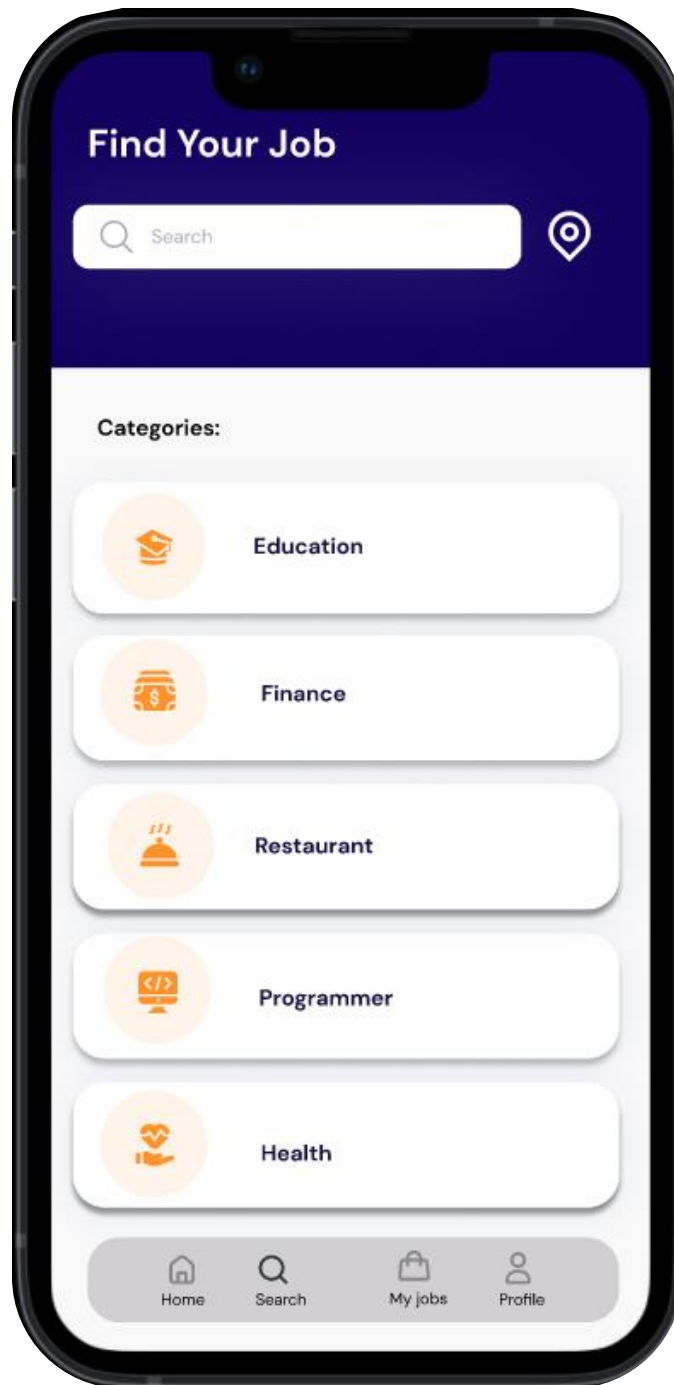 Find Your Job
Search
Categories:
Education
Finance
Restaurant
Programmer
Health
Home Search My jobs Profile